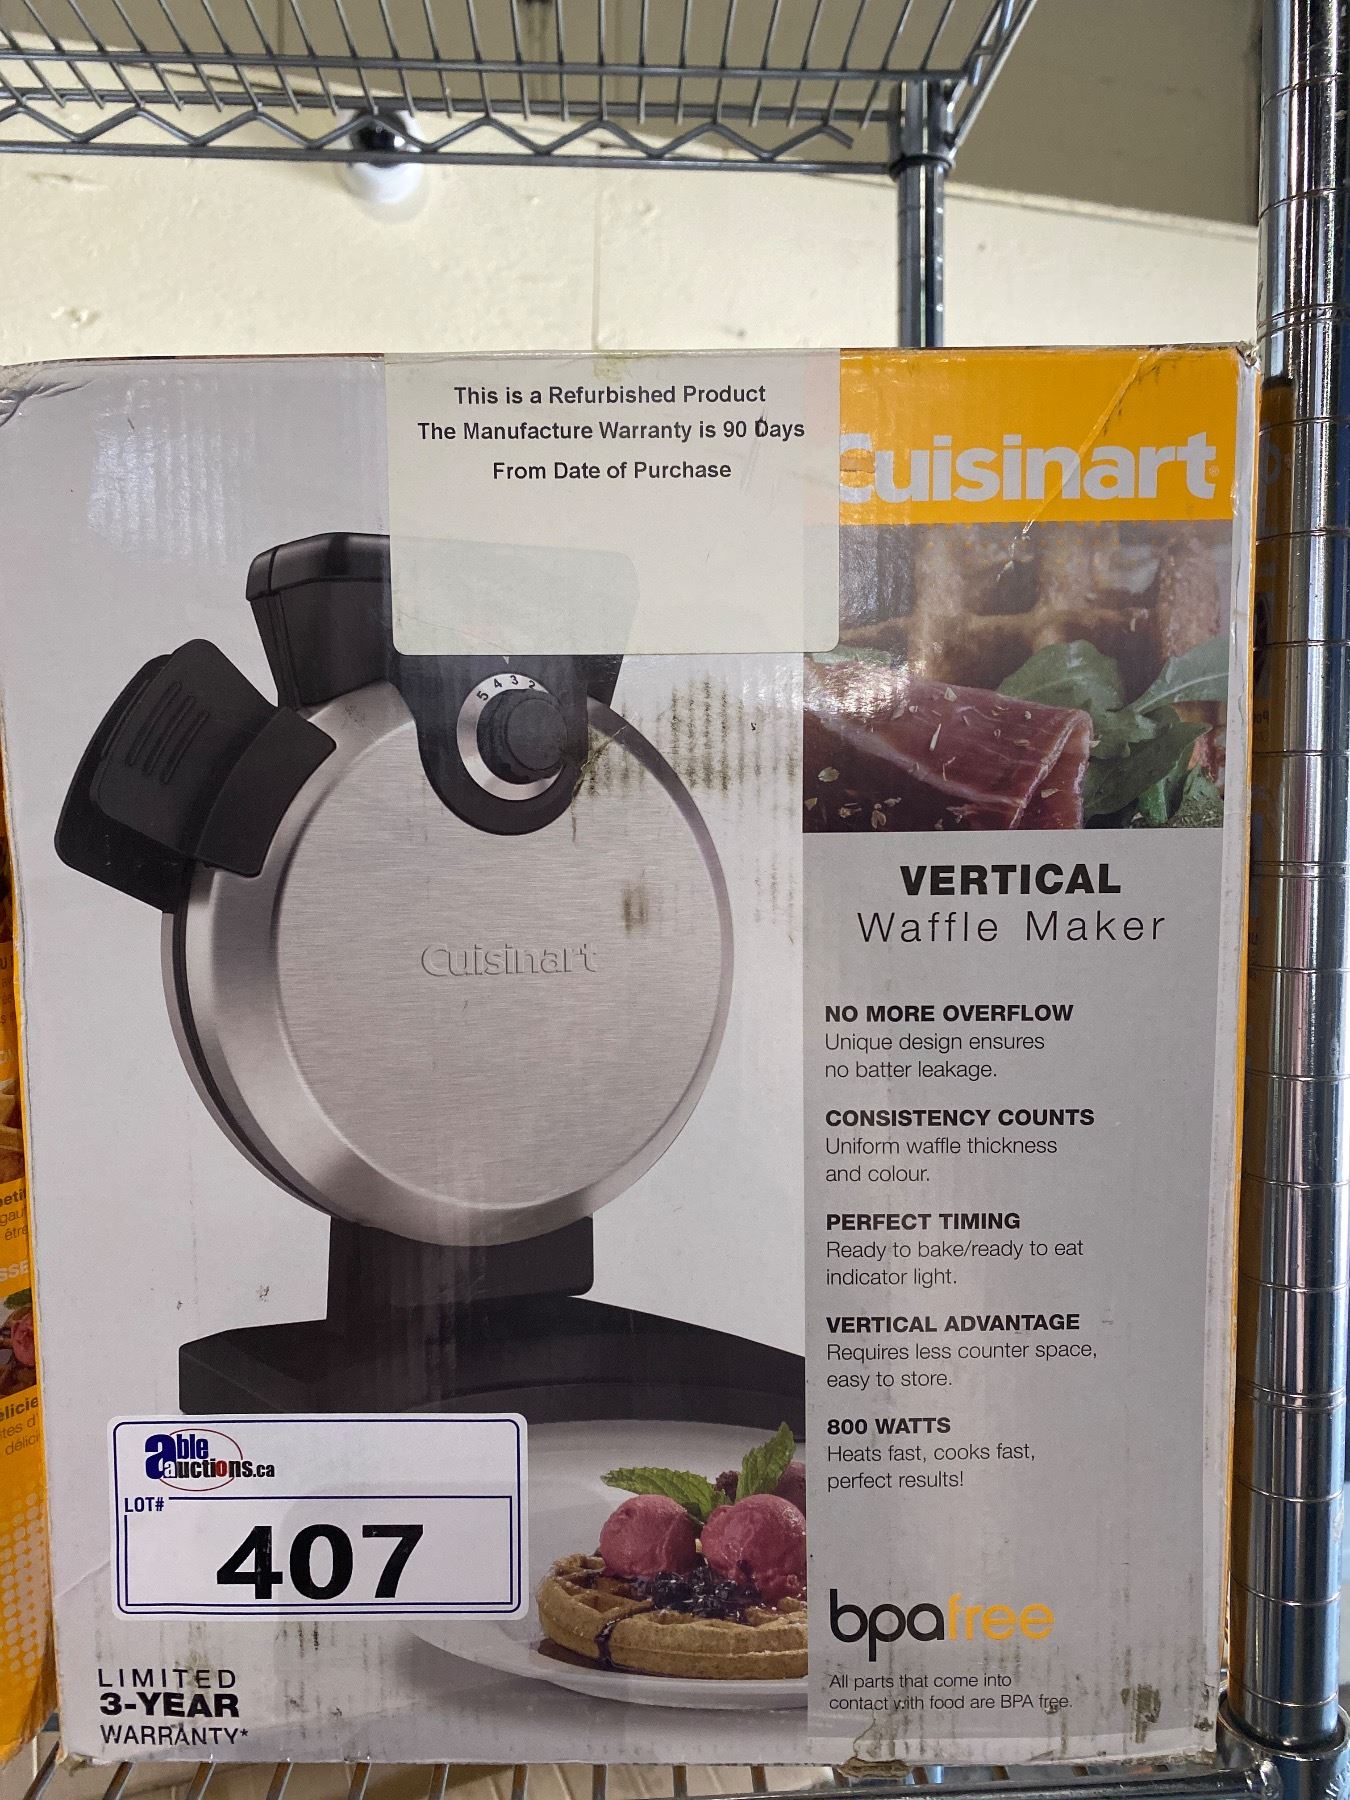 This is a Refurbished Product
The Manufacture Warranty is 90 Days
From Date of Purchase
Cuisinart
5 4 3 2
Cuisinart
VERTICAL
Waffle Maker
NO MORE OVERFLOW
Unique design ensures
no batter leakage.
CONSISTENCY COUNTS
Uniform waffle thickness
and colour.
PERFECT TIMING
Ready to bake/ready to eat
indicator light.
VERTICAL ADVANTAGE
Requires less counter space,
easy to store.
800 WATTS
Heats fast, cooks fast,
perfect results!
bpafree
All parts that come into
contact with food are BPA free.
able
auctions.ca
LOT#
407
LIMITED
3-YEAR
WARRANTY*